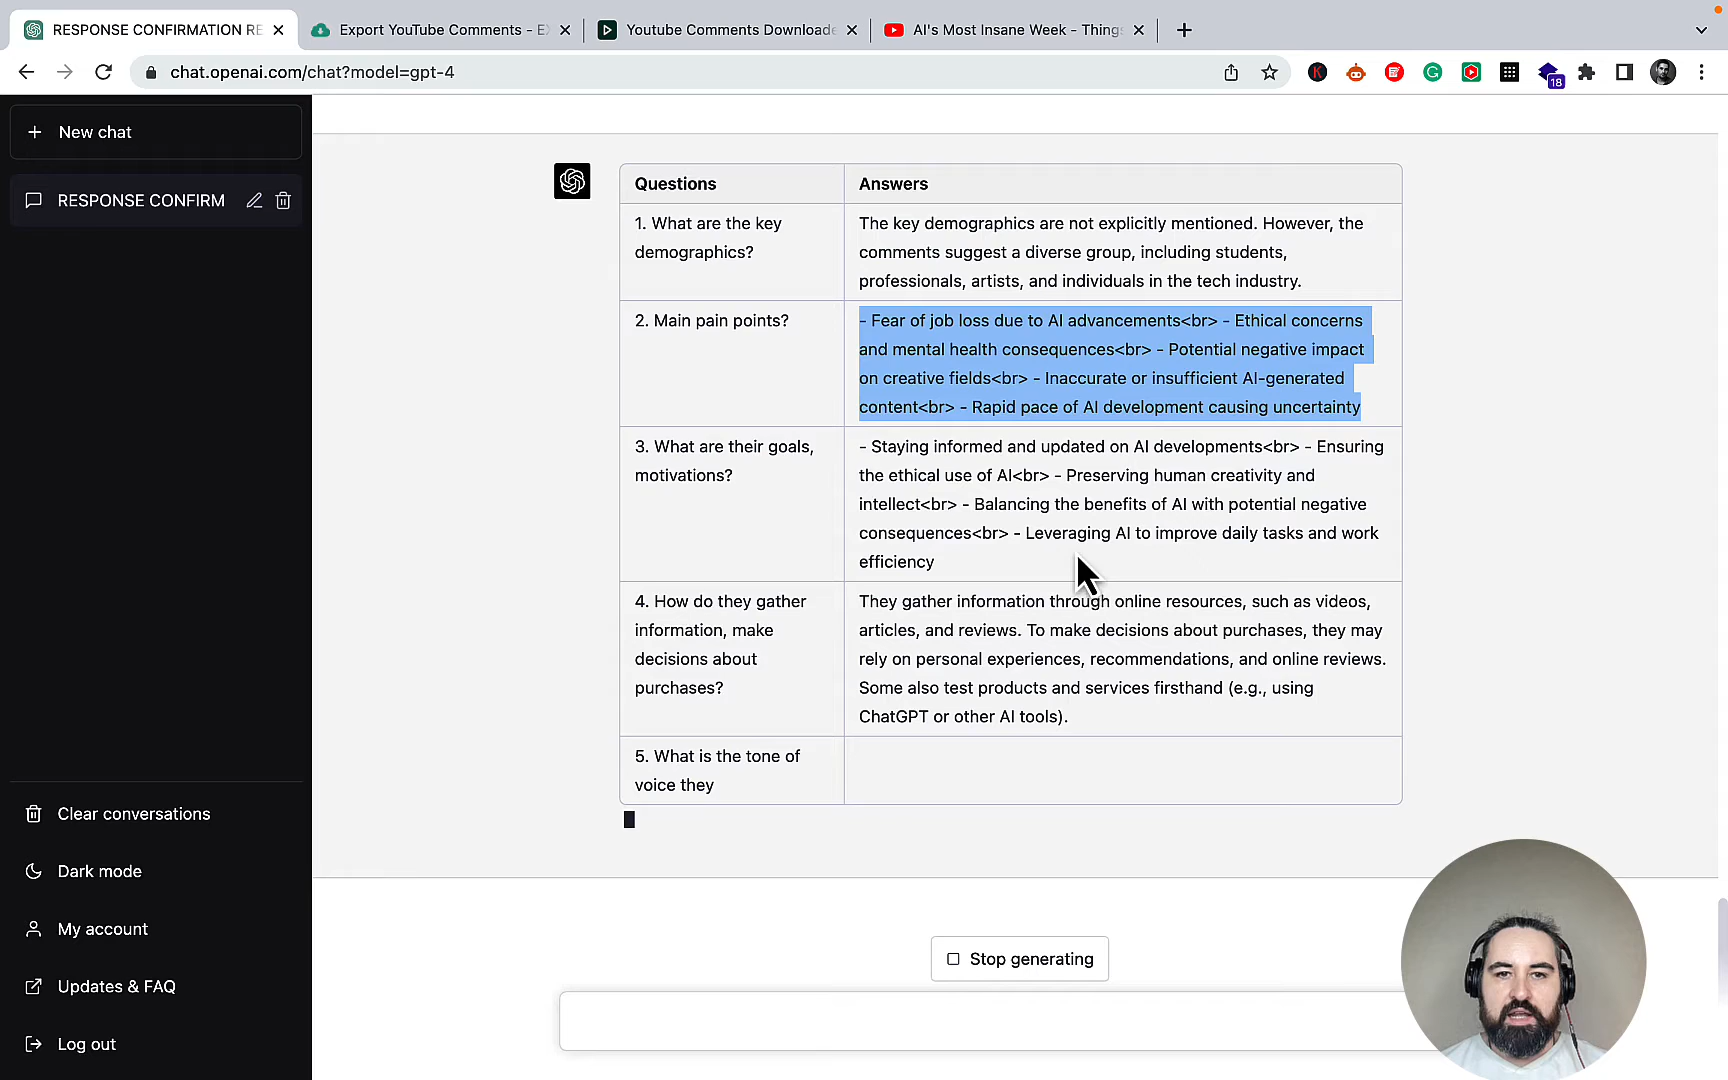 RESPONSE CONFIRMATION RE
Export YouTube Comments - EX
Youtube Comments Downloade
AI's Most Insane Week - Things
chat.openai.com/chat?model=gpt-4
18
New chat
RESPONSE CONFIRM
Questions
Answers
1. What are the key
demographics?
The key demographics are not explicitly mentioned. However, the
comments suggest a diverse group, including students,
professionals, artists, and individuals in the tech industry.
2. Main pain points?
- Fear of job loss due to AI advancements<br> - Ethical concerns
and mental health consequences<br> - Potential negative impact
on creative fields<br> - Inaccurate or insufficient AI-generated
content<br> - Rapid pace of AI development causing uncertainty
3. What are their goals,
motivations?
- Staying informed and updated on AI developments<br> - Ensuring
the ethical use of AI<br> - Preserving human creativity and
intellect<br> - Balancing the benefits of AI with potential negative
consequences<br> - Leveraging AI to improve daily tasks and work
efficiency
4. How do they gather
information, make
decisions about
purchases?
They gather information through online resources, such as videos,
articles, and reviews. To make decisions about purchases, they may
rely on personal experiences, recommendations, and online reviews.
Some also test products and services firsthand (e.g., using
ChatGPT or other AI tools).
5. What is the tone of
voice they
Clear conversations
Dark mode
My account
Updates & FAQ
Log out
Stop generating